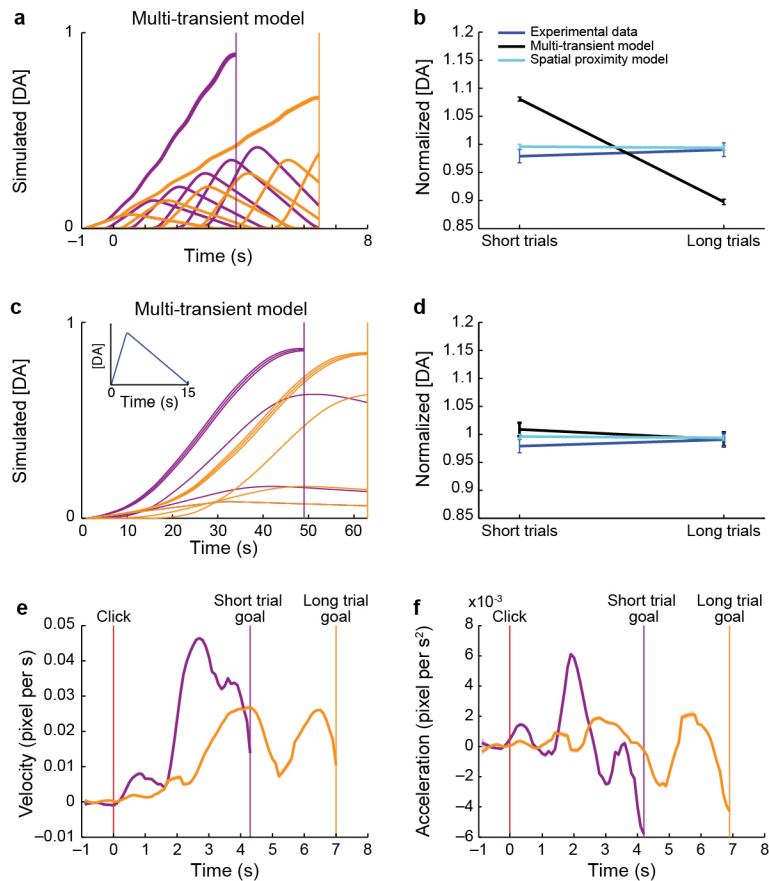 a
Multi-transient model
1
Simulated [DA]
0
–1 0 8
Time (s)
b
Experimental data
Multi-transient model
Spatial proximity model
1.2
1.15
1.1
1.05
1
0.95
0.9
0.85
Normalized [DA]
Short trials Long trials
c
Multi-transient model
1
Simulated [DA]
0
[DA]
0 15
Time (s)
0 10 20 30 40 50 60
Time (s)
d
1.2
1.15
1.1
1.05
1
0.95
0.9
0.85
Normalized [DA]
Short trials Long trials
e
Click
Short trial
goal
Long trial
goal
0.05
0.04
0.03
0.02
0.01
0
–0.01
Velocity (pixel per s)
–1 0 1 2 3 4 5 6 7 8
Time (s)
f
x10⁻³
Click
Short trial
goal
Long trial
goal
8
6
4
2
0
–2
–4
–6
Acceleration (pixel per s²)
–1 0 1 2 3 4 5 6 7 8
Time (s)